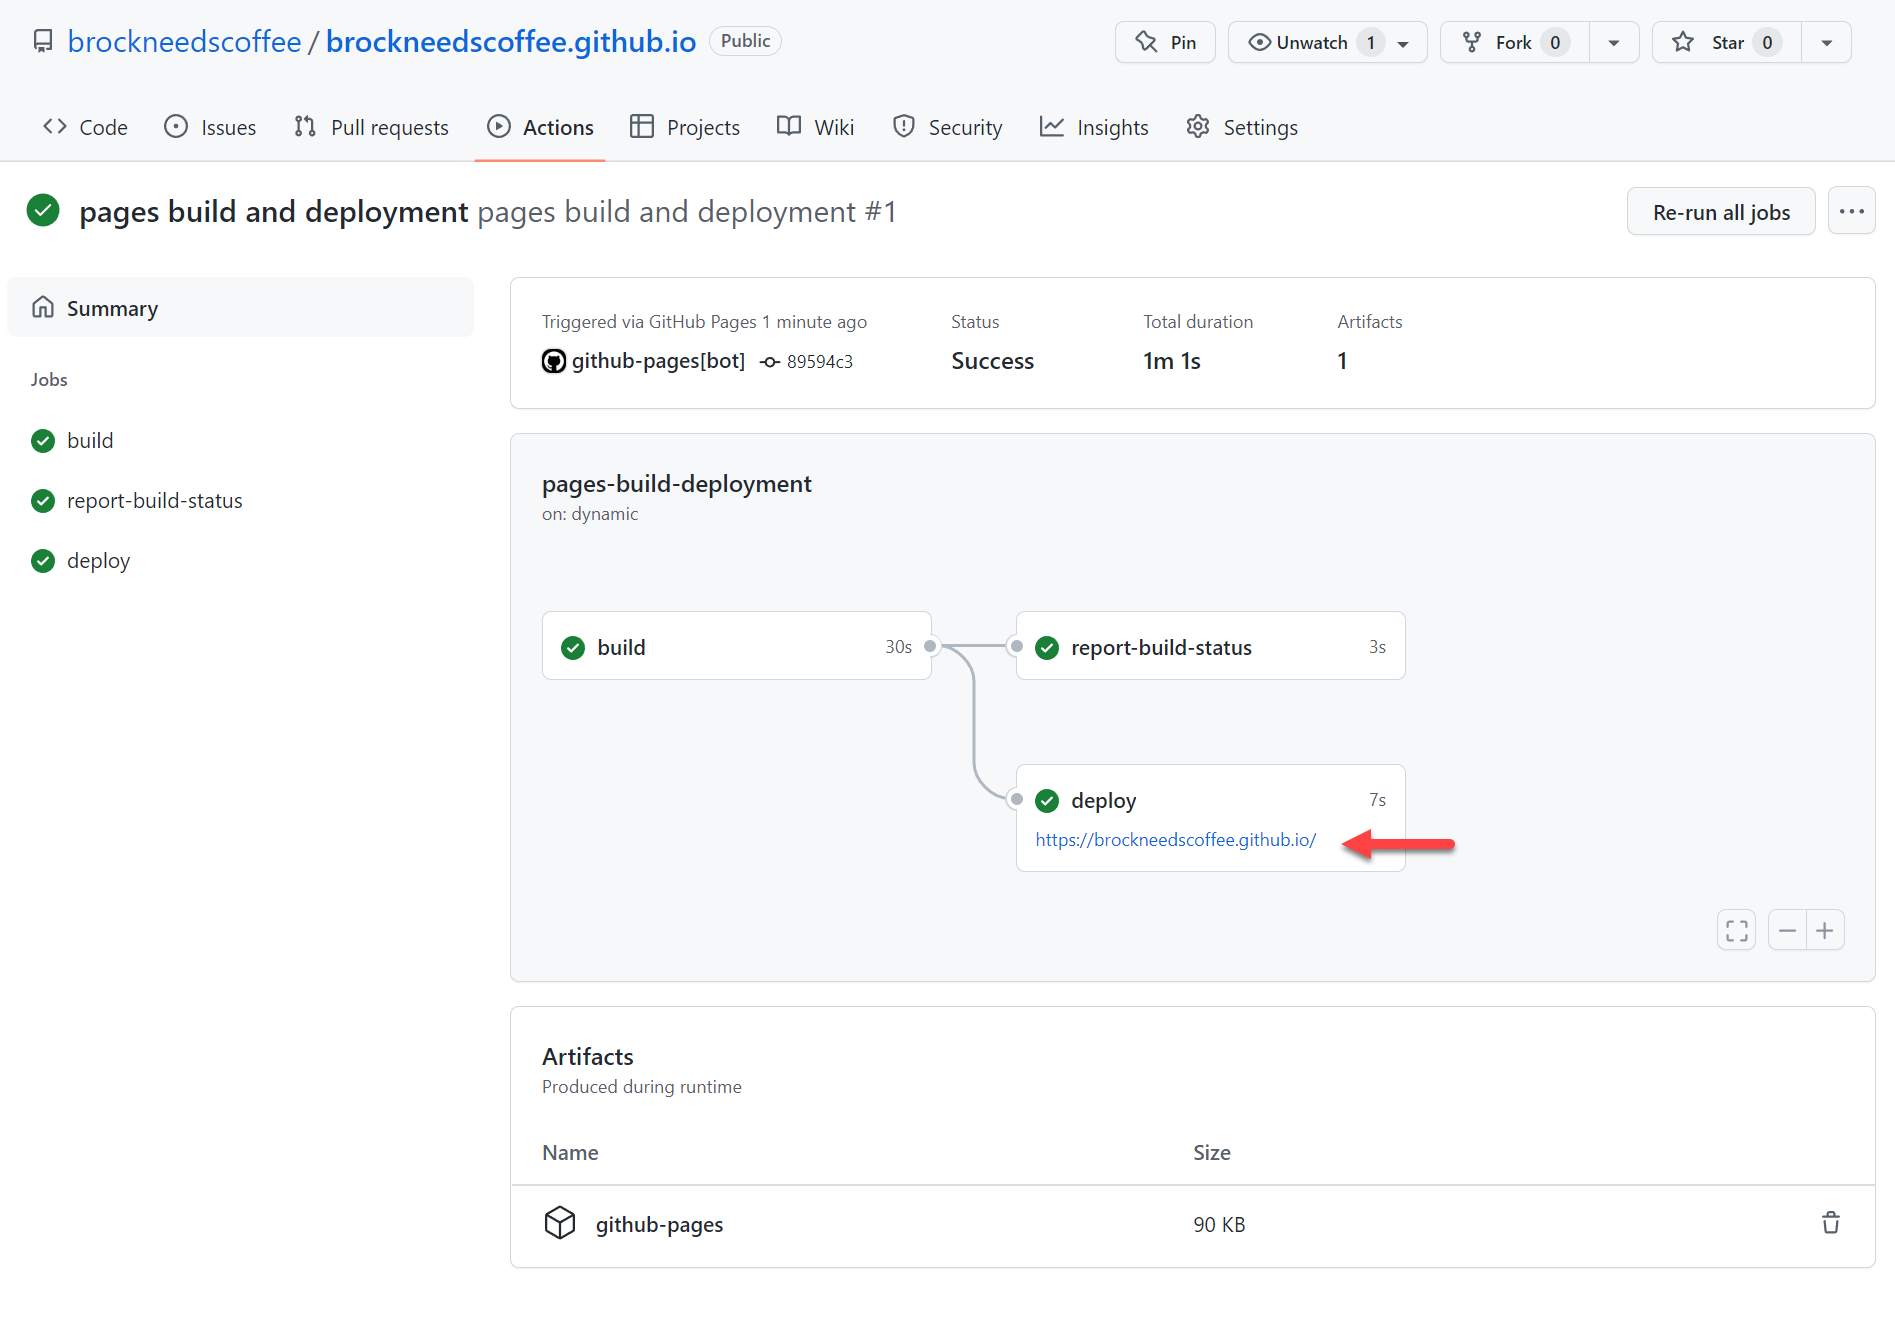 brockneedscoffee / brockneedscoffee.github.io Public Pin Unwatch 1 Fork 0 Star 0
Code Issues Pull requests Actions Projects Wiki Security Insights Settings
pages build and deployment pages build and deployment #1 Re-run all jobs
Summary
Jobs
build
report-build-status
deploy
Triggered via GitHub Pages 1 minute ago Status Total duration Artifacts
github-pages[bot] 89594c3 Success 1m 1s 1
pages-build-deployment
on: dynamic
build 30s report-build-status 3s
deploy 7s
https://brockneedscoffee.github.io/
Artifacts
Produced during runtime
Name Size
github-pages 90 KB